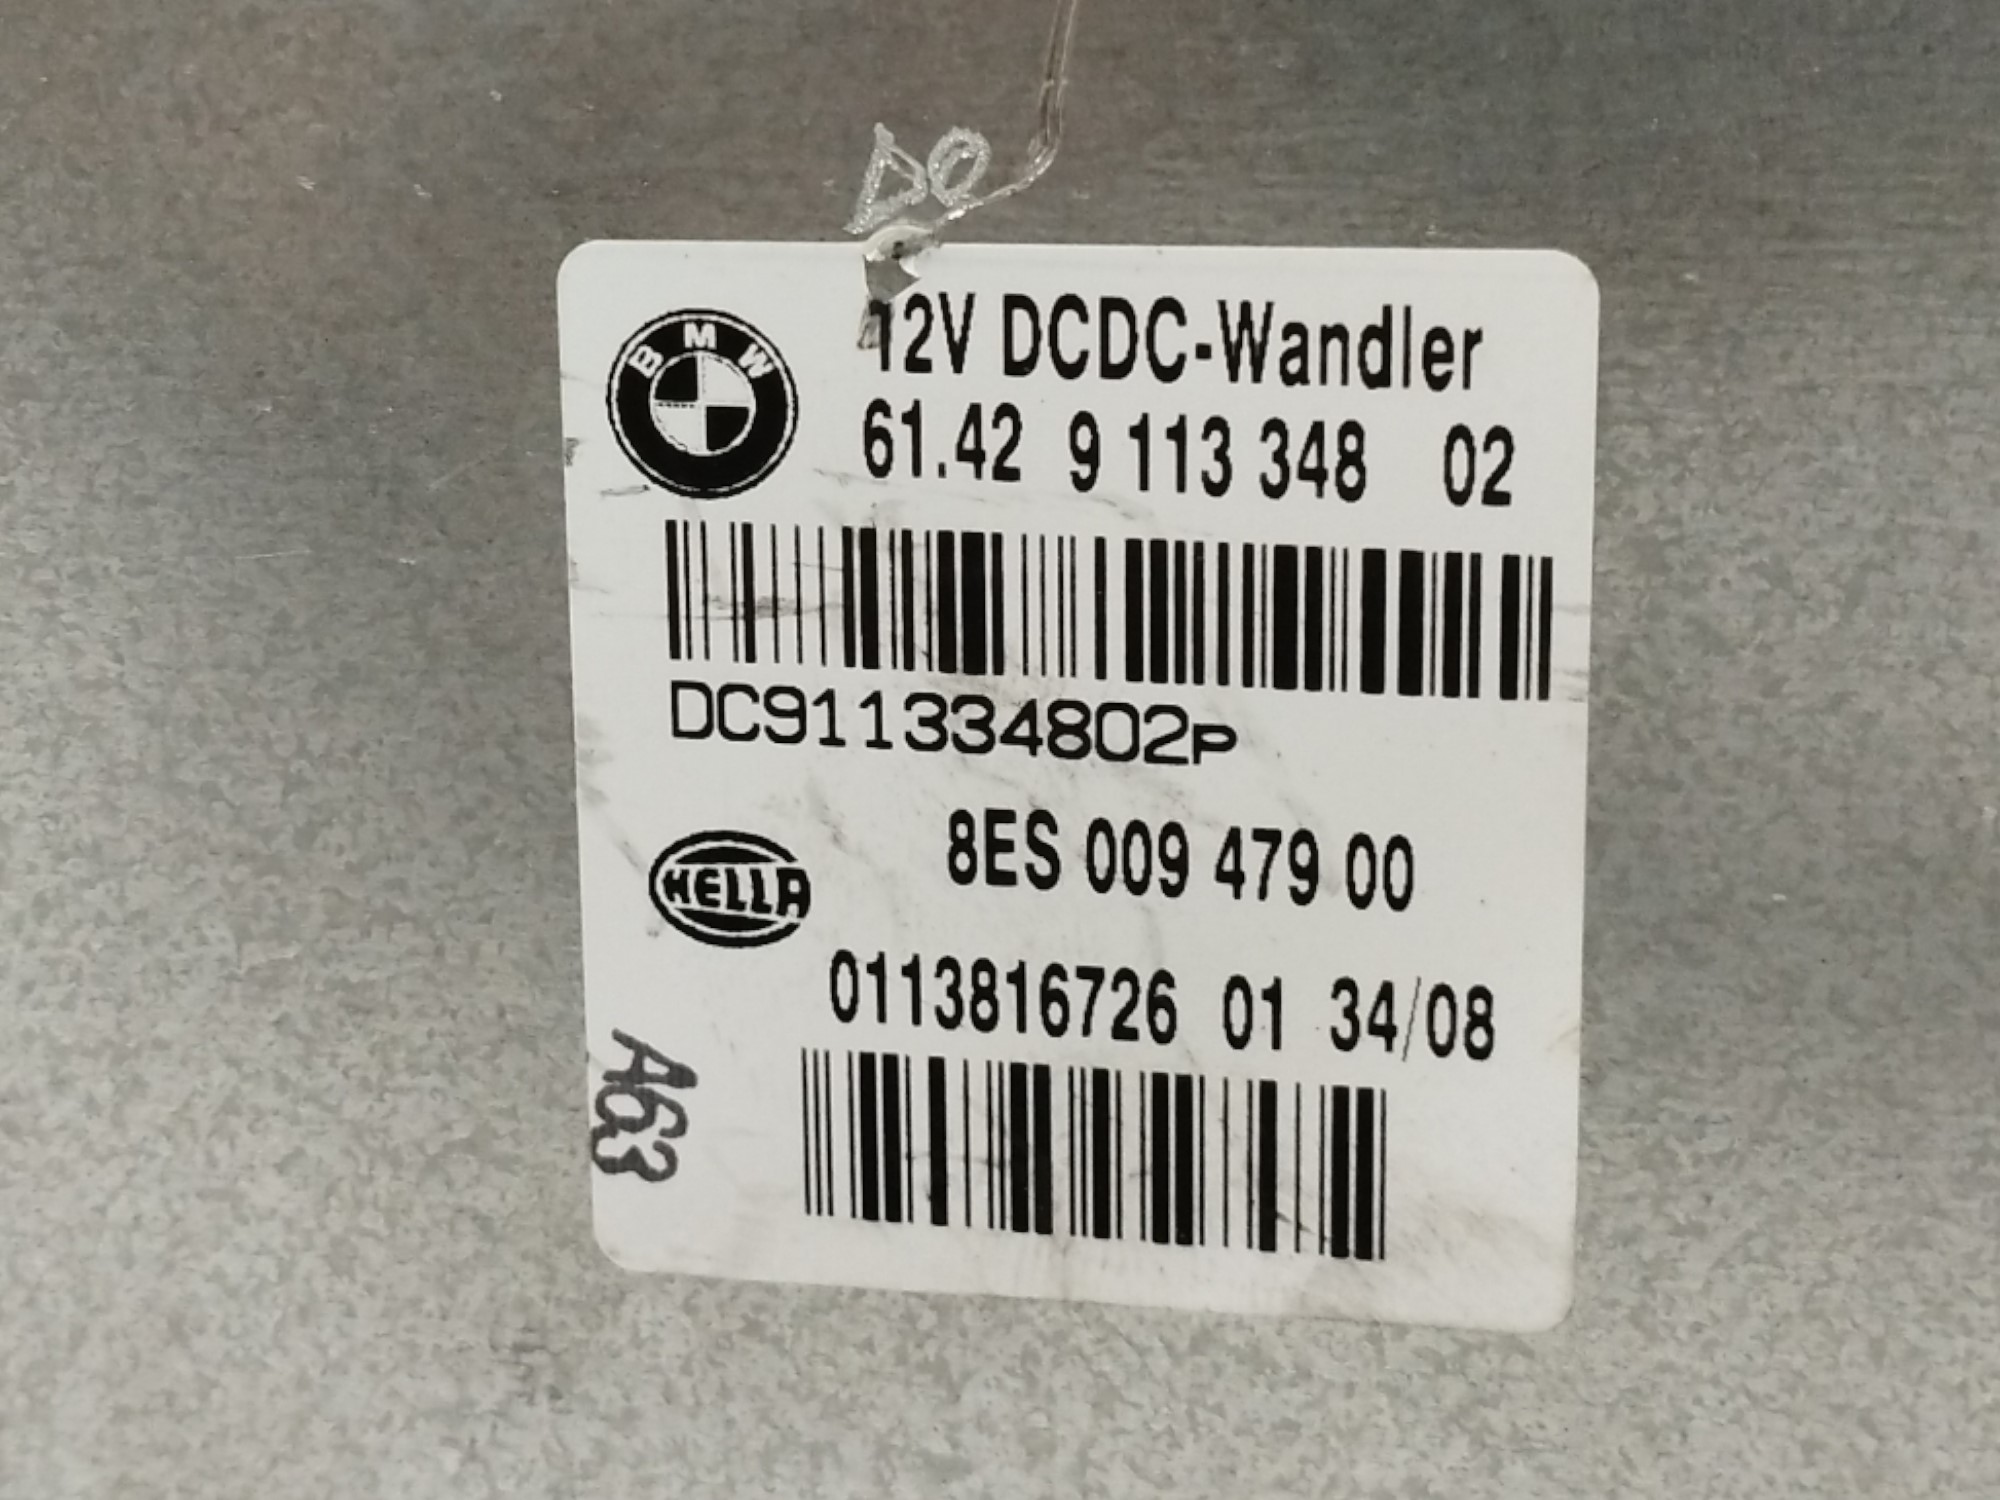 BMW
12V DCDC-Wandler
61.42 9 113 348 02
DC911334802P
HELLA
8ES 009 479 00
0113816726 01 34/08
A63